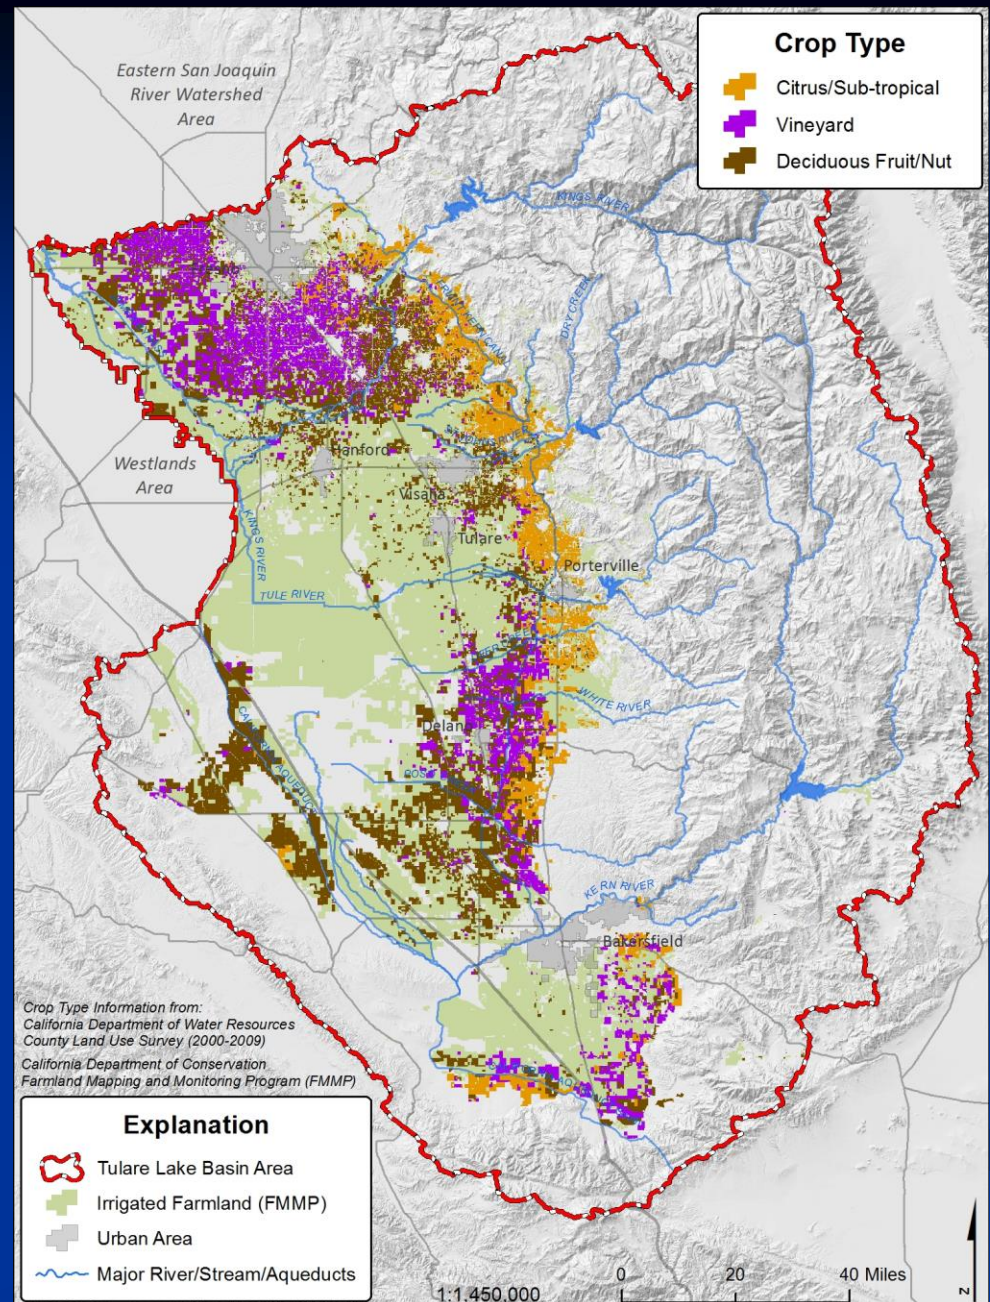 Crop Type
Citrus/Sub-tropical
Vineyard
Deciduous Fruit/Nut
Eastern San Joaquin
River Watershed
Area
KINGS RIVER
Fresno
DRY CREEK
Westlands
Area
Hanford
ST JOHNS RIVER
Visalia
Tulare
KINGS RIVER
TULE RIVER
Porterville
WHITE RIVER
Delano
KERN RIVER
Bakersfield
Crop Type Information from:
California Department of Water Resources
County Land Use Survey (2000-2009)
California Department of Conservation
Farmland Mapping and Monitoring Program (FMMP)
Explanation
Tulare Lake Basin Area
Irrigated Farmland (FMMP)
Urban Area
Major River/Stream/Aqueducts
0 20 40 Miles
1:1,450,000
N